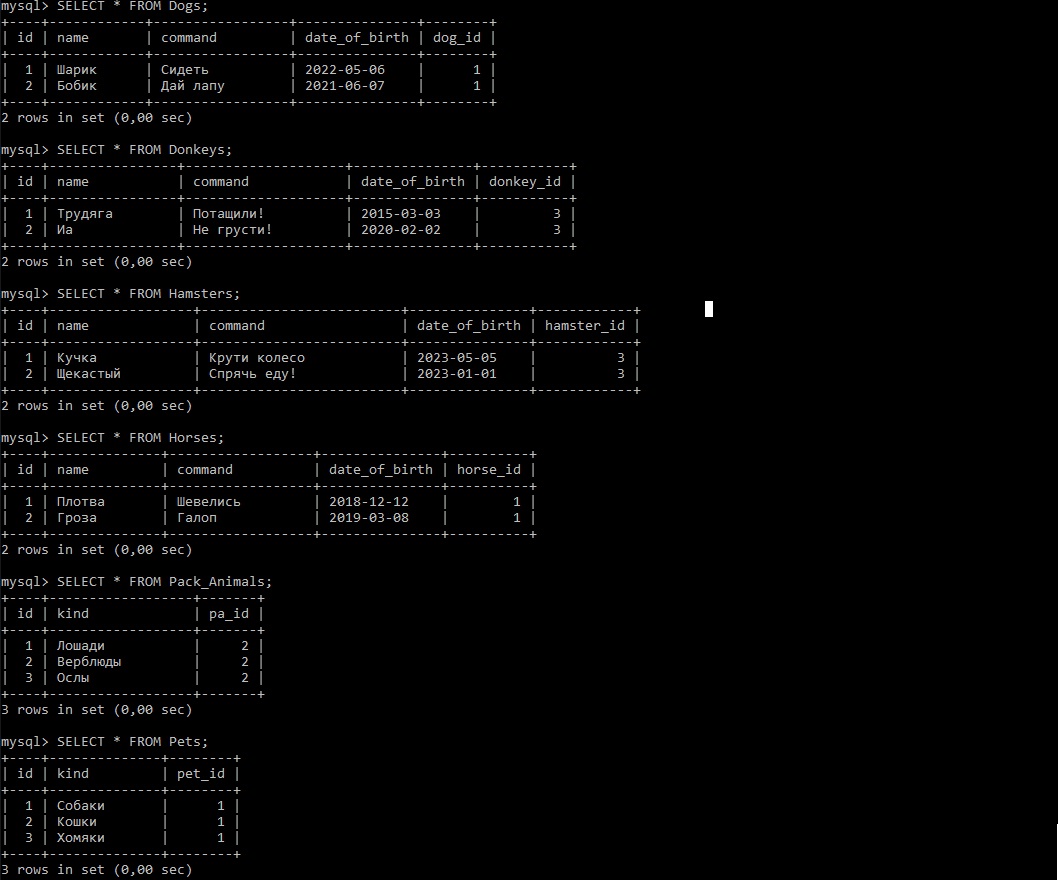 mysql> SELECT * FROM Dogs;
+----+------------+-----------------+---------------+--------+
| id | name       | command         | date_of_birth | dog_id |
+----+------------+-----------------+---------------+--------+
|  1 | Шарик      | Сидеть          | 2022-05-06    |      1 |
|  2 | Бобик      | Дай лапу        | 2021-06-07    |      1 |
+----+------------+-----------------+---------------+--------+
2 rows in set (0,00 sec)

mysql> SELECT * FROM Donkeys;
+----+----------------+--------------------+---------------+-----------+
| id | name           | command            | date_of_birth | donkey_id |
+----+----------------+--------------------+---------------+-----------+
|  1 | Трудяга        | Потащили!          | 2015-03-03    |         3 |
|  2 | Иа             | Не грусти!         | 2020-02-02    |         3 |
+----+----------------+--------------------+---------------+-----------+
2 rows in set (0,00 sec)

mysql> SELECT * FROM Hamsters;
+----+------------------+-------------------------+---------------+------------+
| id | name             | command                 | date_of_birth | hamster_id |
+----+------------------+-------------------------+---------------+------------+
|  1 | Кучка            | Крути колесо            | 2023-05-05    |          3 |
|  2 | Щекастый         | Спрячь еду!             | 2023-01-01    |          3 |
+----+------------------+-------------------------+---------------+------------+
2 rows in set (0,00 sec)

mysql> SELECT * FROM Horses;
+----+--------------+------------------+---------------+----------+
| id | name         | command          | date_of_birth | horse_id |
+----+--------------+------------------+---------------+----------+
|  1 | Плотва       | Шевелись         | 2018-12-12    |        1 |
|  2 | Гроза        | Галоп            | 2019-03-08    |        1 |
+----+--------------+------------------+---------------+----------+
2 rows in set (0,00 sec)

mysql> SELECT * FROM Pack_Animals;
+----+------------------+-------+
| id | kind             | pa_id |
+----+------------------+-------+
|  1 | Лошади           |     2 |
|  2 | Верблюды         |     2 |
|  3 | Ослы             |     2 |
+----+------------------+-------+
3 rows in set (0,00 sec)

mysql> SELECT * FROM Pets;
+----+--------------+--------+
| id | kind         | pet_id |
+----+--------------+--------+
|  1 | Собаки       |      1 |
|  2 | Кошки        |      1 |
|  3 | Хомяки       |      1 |
+----+--------------+--------+
3 rows in set (0,00 sec)